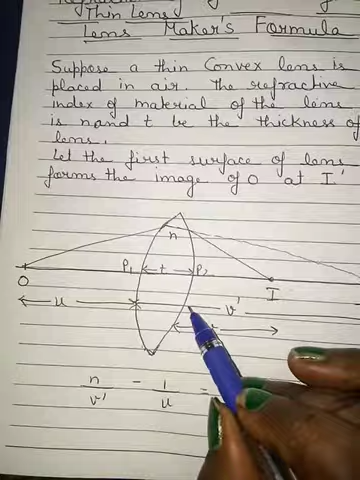 Thin Lens)
Lens Maker's Formula
Suppose a thin Convex lens is
placed in air. The refractive
index of material of the lens
is n and t be the thickness of
lens.
Let the first surface of lens
forms the image of O at I'
n
P₁ t P₂
O I
u v'
n/v' - 1/u =